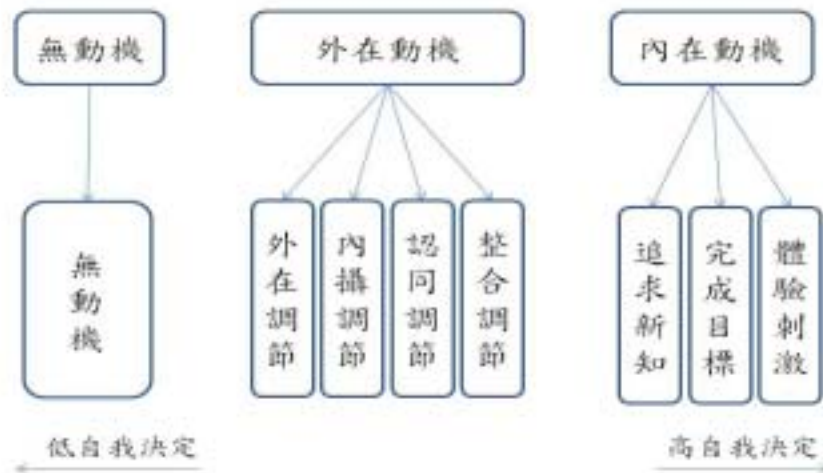 無動機
外在動機
內在動機
無動機
外在調節
內攝調節
認同調節
整合調節
追求新知
完成目標
體驗刺激
低自我決定
高自我決定